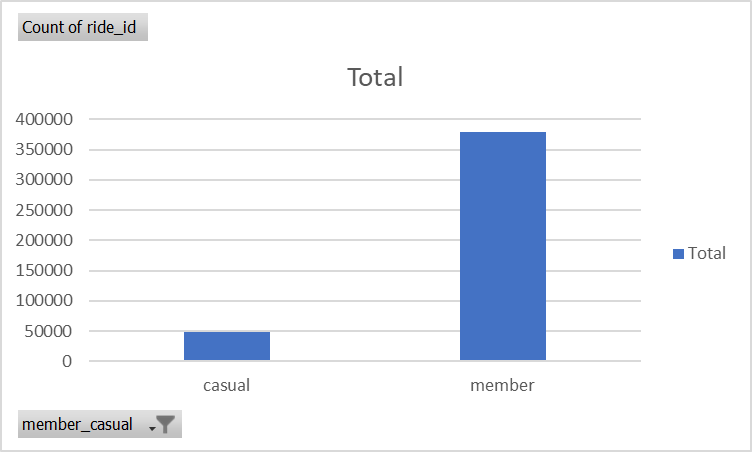 Count of ride_id
Total
400000
350000
300000
250000
200000
150000
100000
50000
0
Total
casual member
member_casual